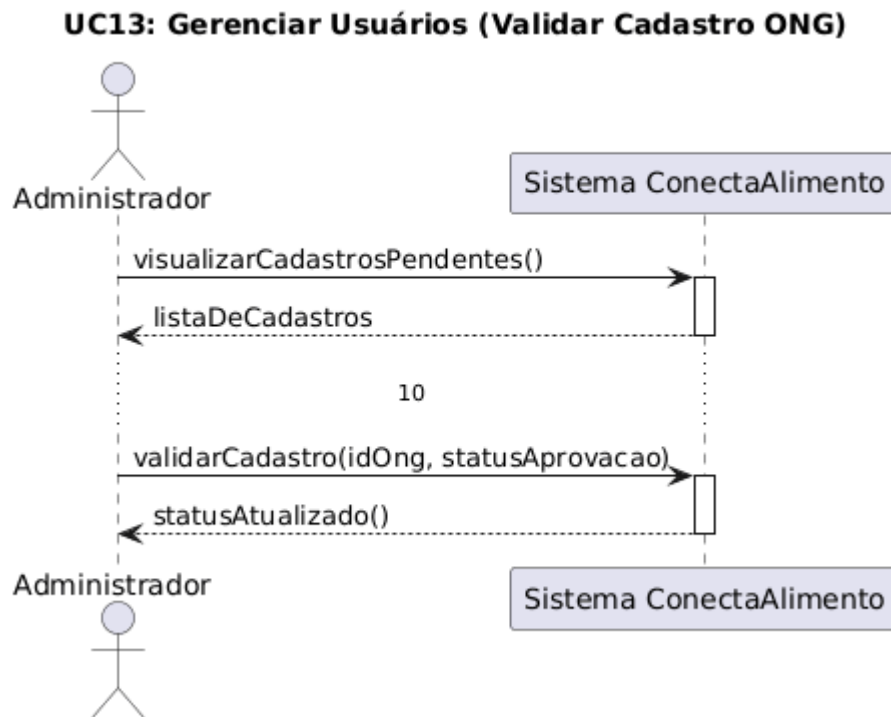 UC13: Gerenciar Usuários (Validar Cadastro ONG)
Administrador
Sistema ConectaAlimento
visualizarCadastrosPendentes()
listaDeCadastros
10
validarCadastro(idOng, statusAprovacao)
statusAtualizado()
Administrador
Sistema ConectaAlimento